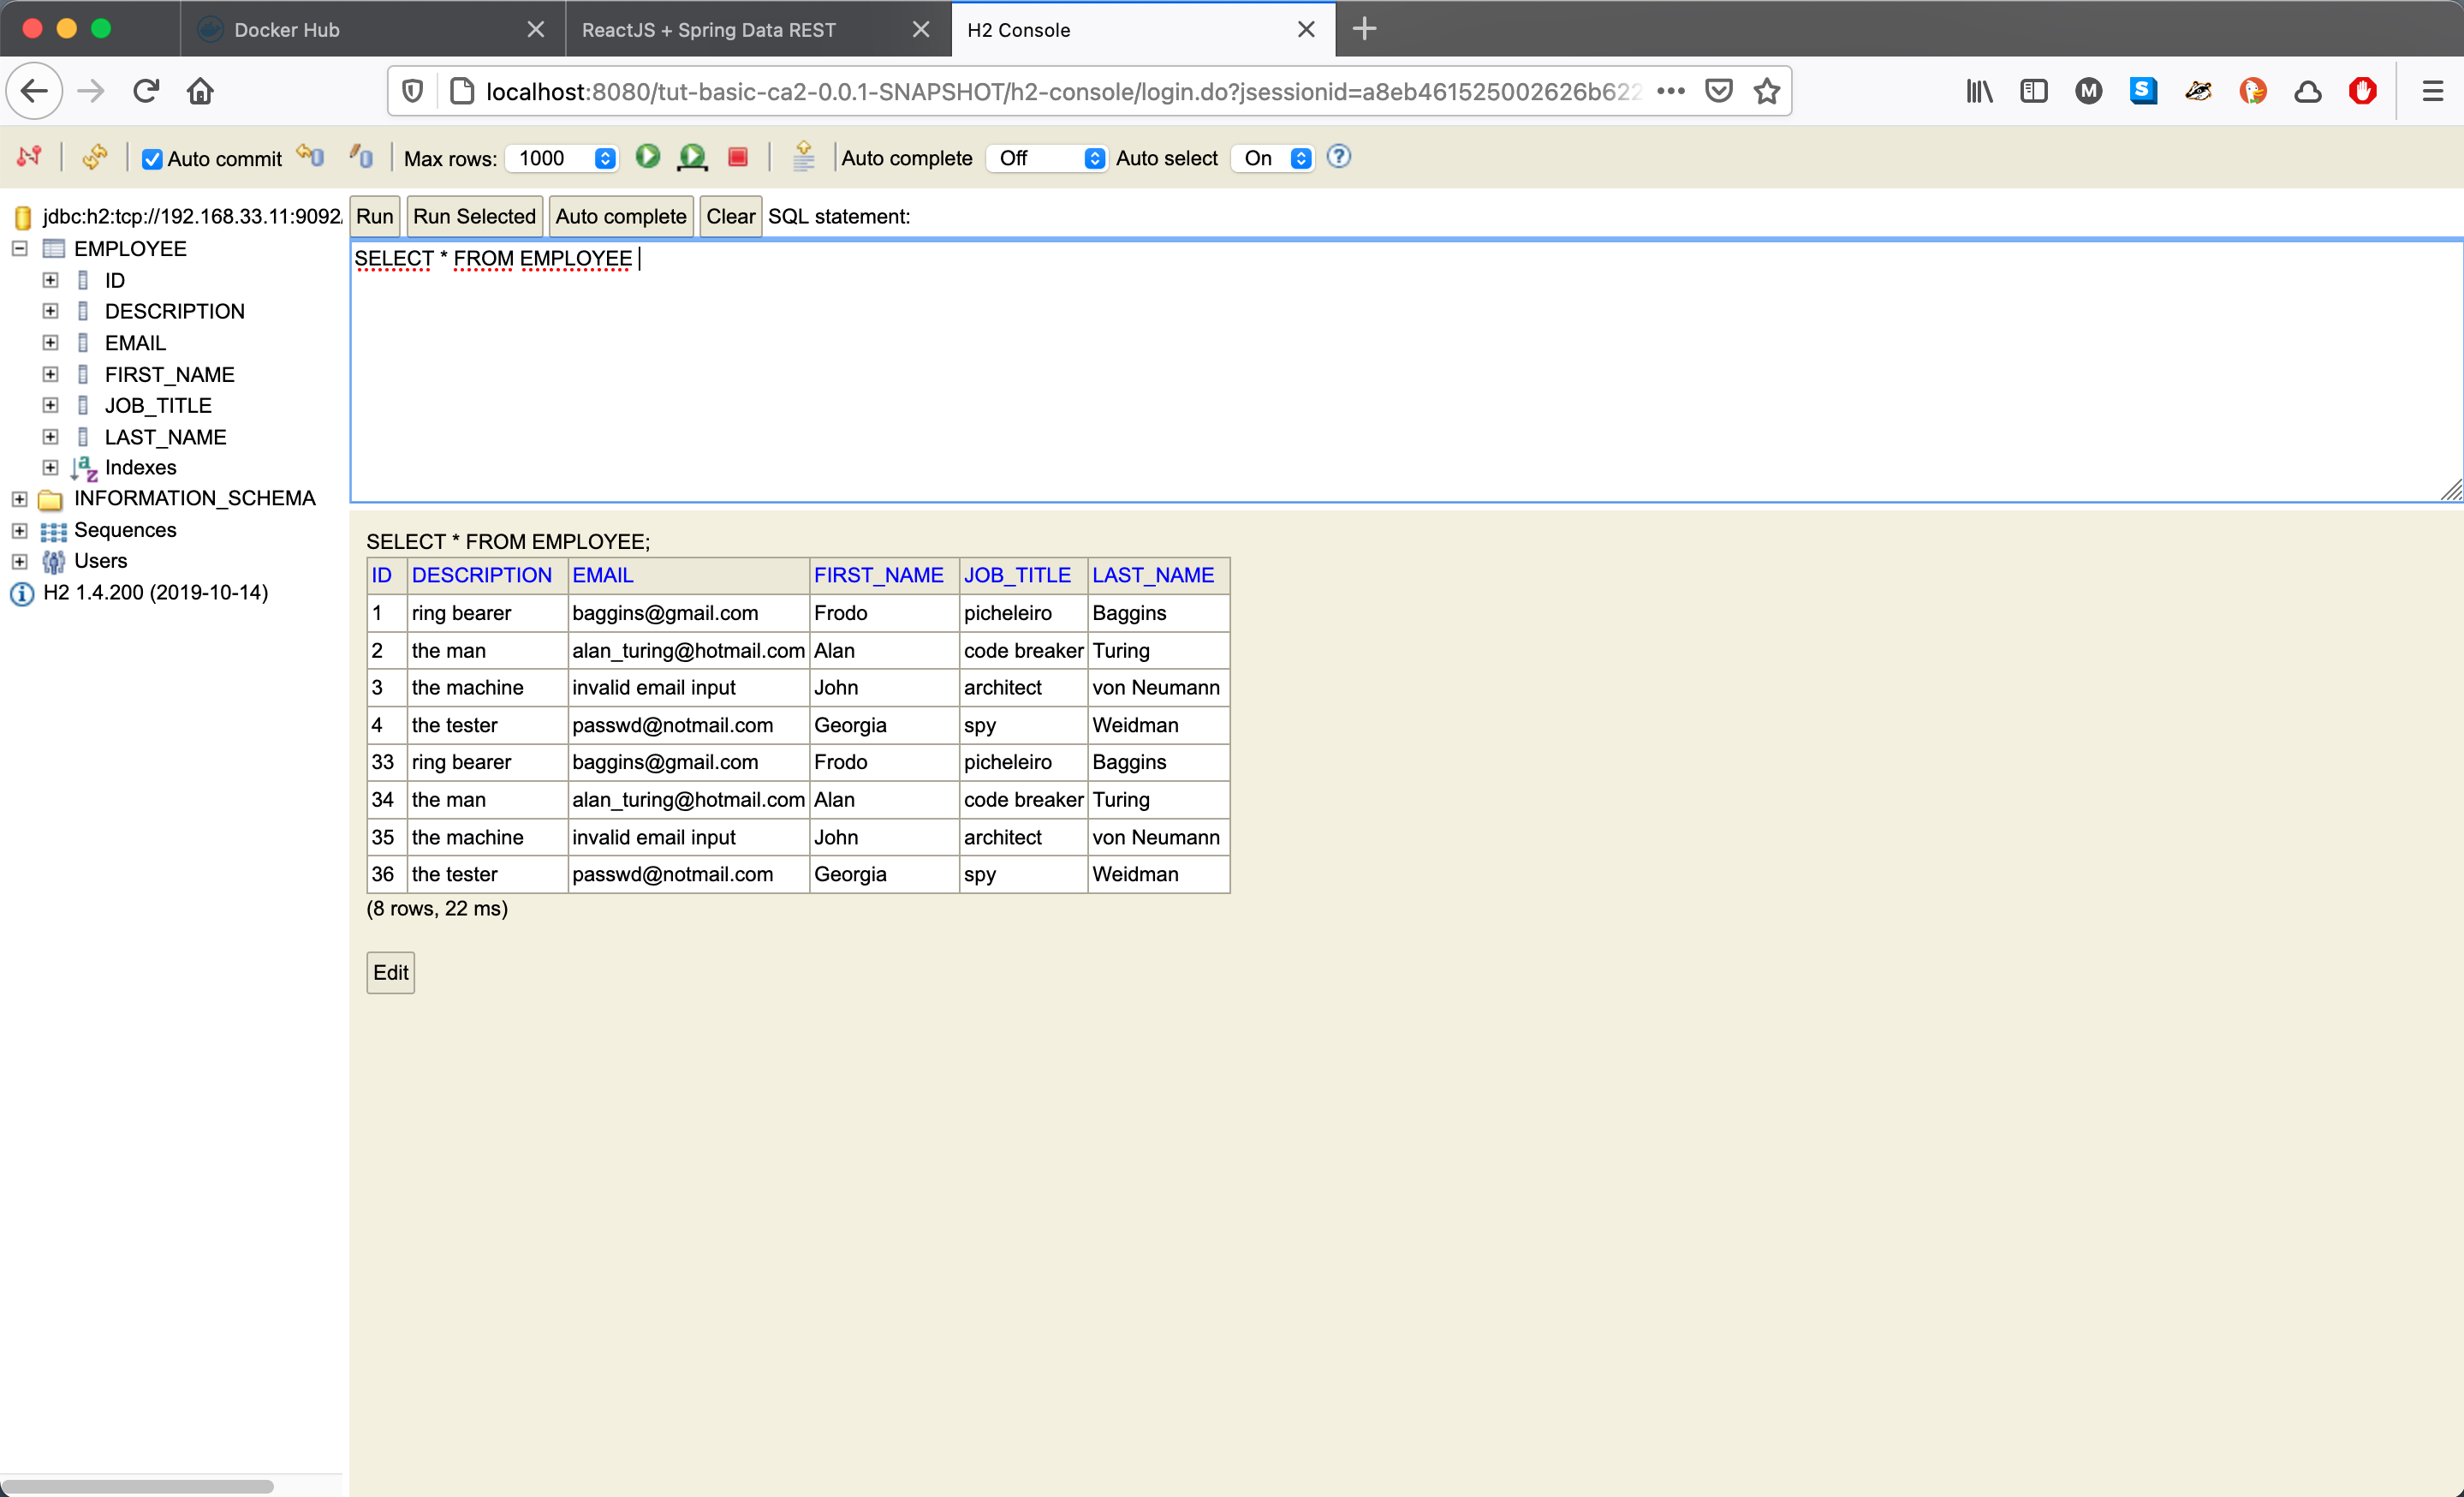 Docker Hub
ReactJS + Spring Data REST
H2 Console
localhost:8080/tut-basic-ca2-0.0.1-SNAPSHOT/h2-console/login.do?jsessionid=a8eb461525002626b622
Auto commit
Max rows: 1000
Auto complete Off
Auto select On
jdbc:h2:tcp://192.168.33.11:9092/
EMPLOYEE
ID
DESCRIPTION
EMAIL
FIRST_NAME
JOB_TITLE
LAST_NAME
Indexes
INFORMATION_SCHEMA
Sequences
Users
H2 1.4.200 (2019-10-14)
Run Run Selected Auto complete Clear SQL statement:
SELECT * FROM EMPLOYEE
SELECT * FROM EMPLOYEE;
ID DESCRIPTION EMAIL FIRST_NAME JOB_TITLE LAST_NAME
1 ring bearer baggins@gmail.com Frodo picheleiro Baggins
2 the man alan_turing@hotmail.com Alan code breaker Turing
3 the machine invalid email input John architect von Neumann
4 the tester passwd@notmail.com Georgia spy Weidman
33 ring bearer baggins@gmail.com Frodo picheleiro Baggins
34 the man alan_turing@hotmail.com Alan code breaker Turing
35 the machine invalid email input John architect von Neumann
36 the tester passwd@notmail.com Georgia spy Weidman
(8 rows, 22 ms)
Edit